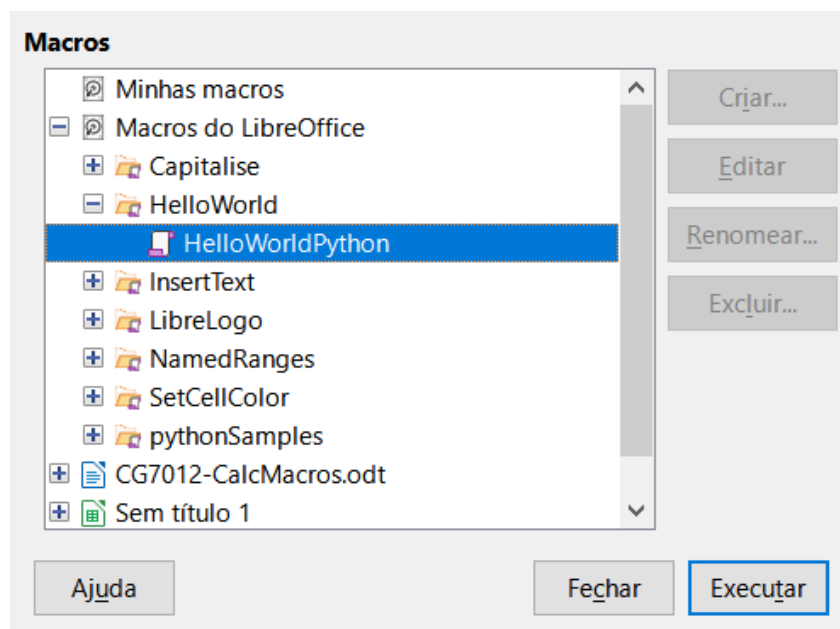 Macros
Minhas macros
Macros do LibreOffice
Capitalise
HelloWorld
HelloWorldPython
InsertText
LibreLogo
NamedRanges
SetCellColor
pythonSamples
CG7012-CalcMacros.odt
Sem título 1
Criar...
Editar
Renomear...
Excluir...
Ajuda
Fechar
Executar